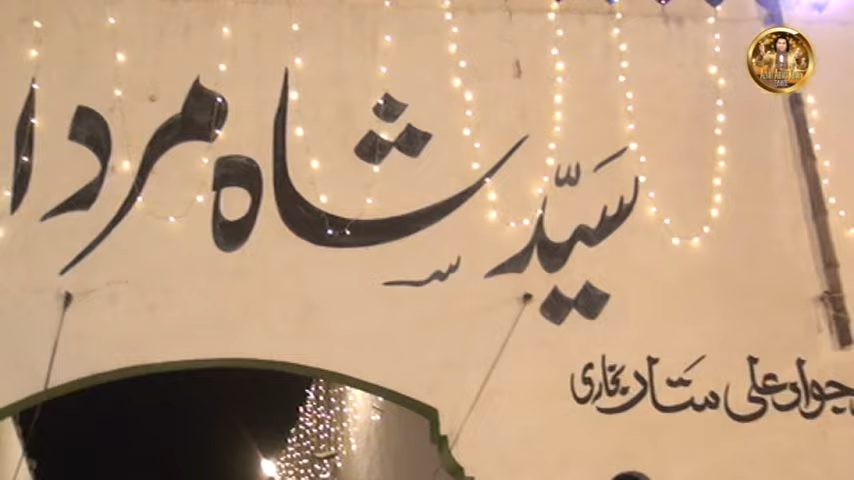 سیّد شاہ مردا
جواد علی ستار بخاری